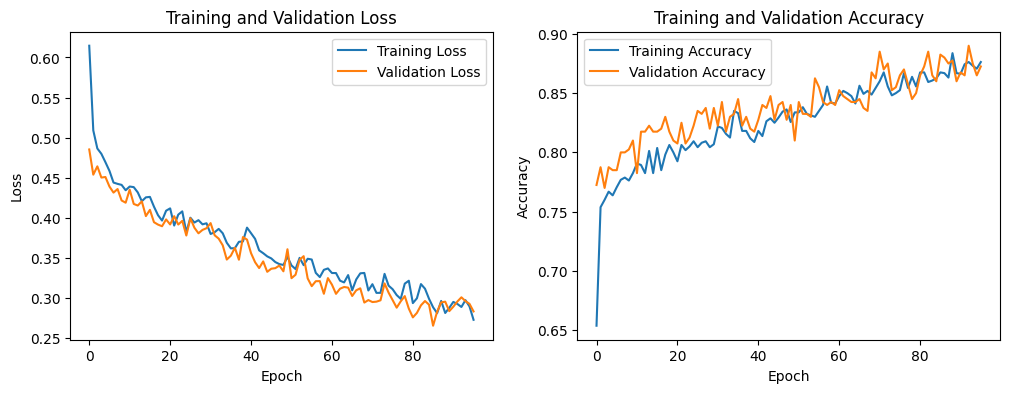 Training and Validation Loss
Training Loss
Validation Loss
0.60
0.55
0.50
0.45
0.40
0.35
0.30
0.25
Loss
0
20
40
60
80
Epoch
Training and Validation Accuracy
Training Accuracy
Validation Accuracy
0.90
0.85
0.80
0.75
0.70
0.65
Accuracy
0
20
40
60
80
Epoch